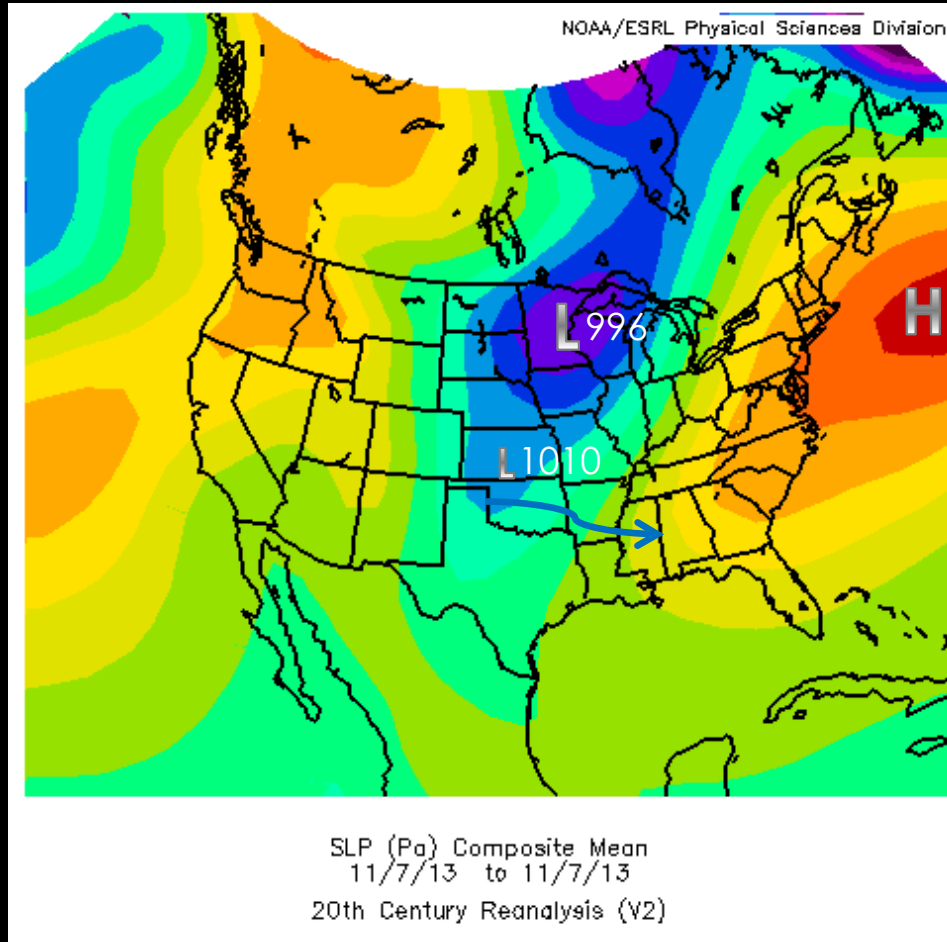 NOAA/ESRL Physical Sciences Division
H
L 996
L 1010
SLP (Pa) Composite Mean
11/7/13 to 11/7/13
20th Century Reanalysis (V2)